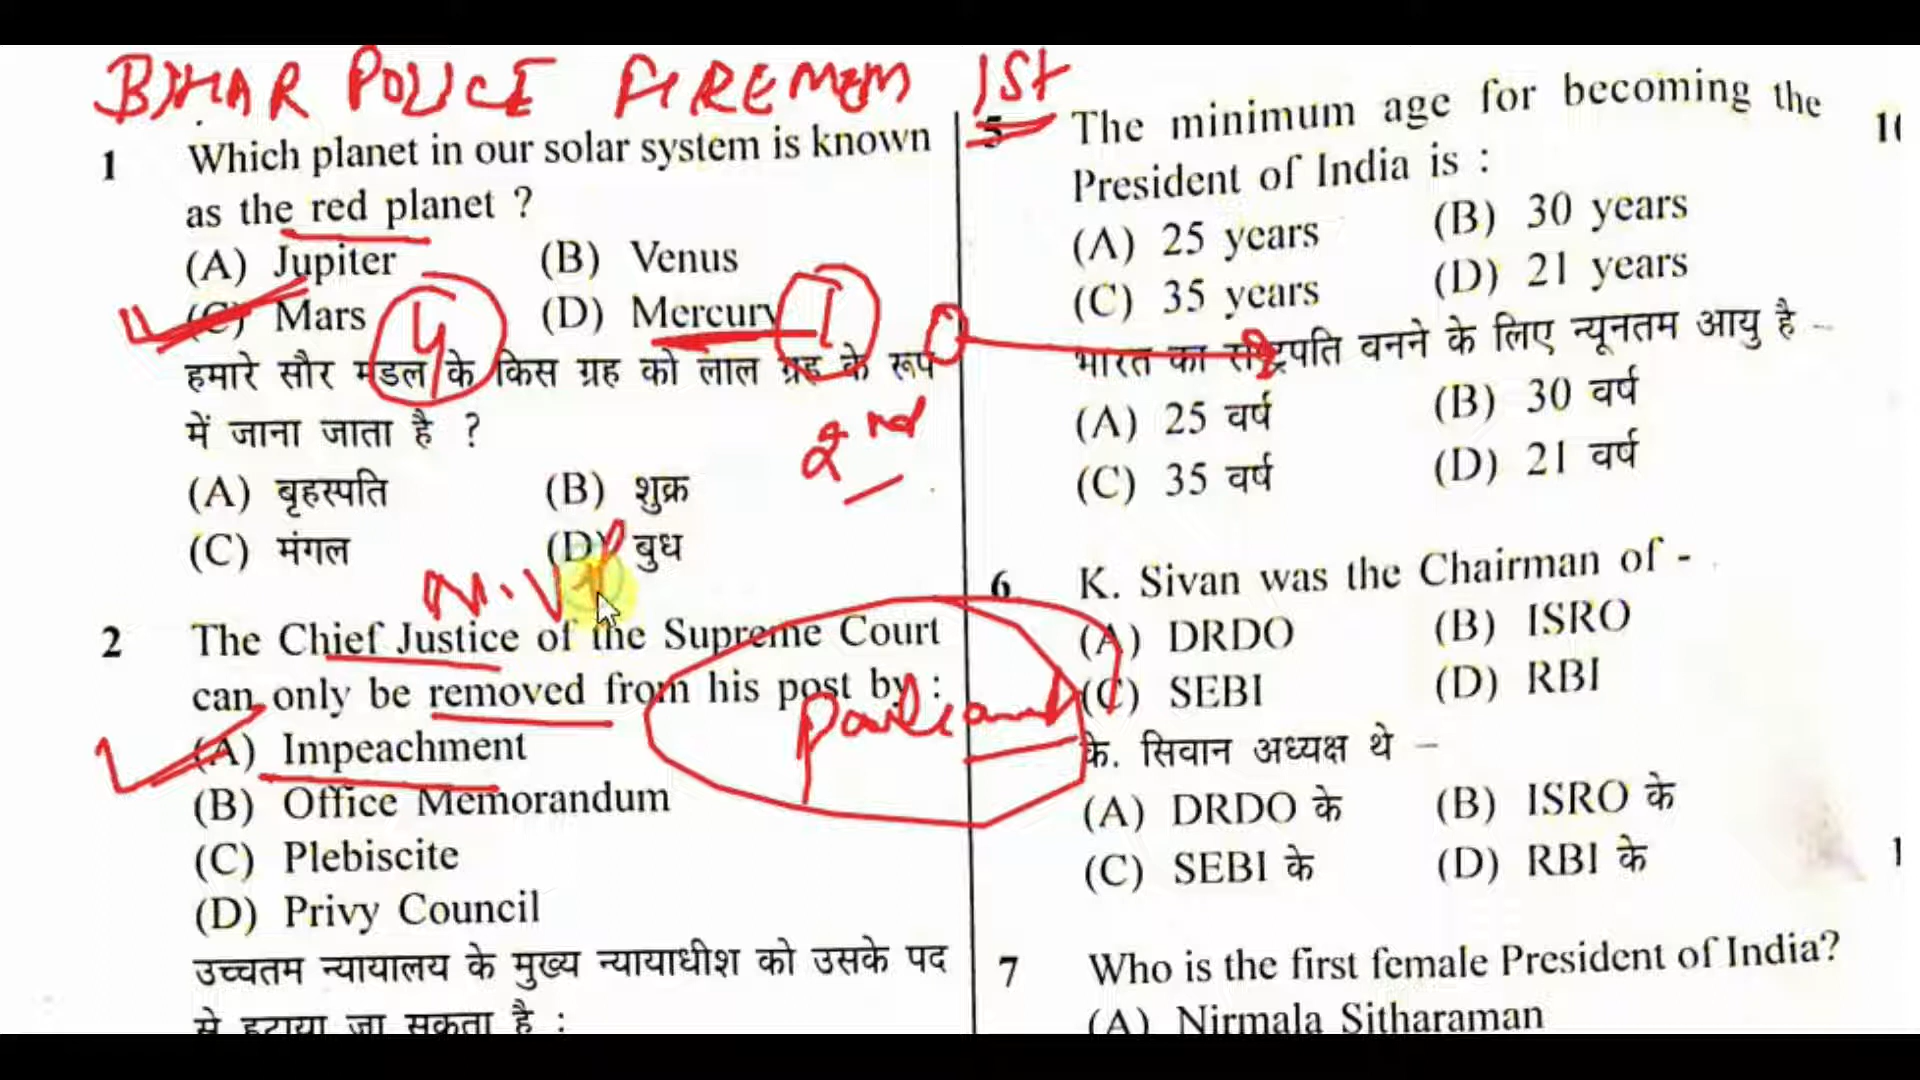 BIHAR POLICE FIREMEM 1St
1 Which planet in our solar system is known
as the red planet ?
(A) Jupiter (B) Venus
(C) Mars (D) Mercury
4
1
हमारे सौर मंडल के किस ग्रह को लाल ग्रह के रूप
में जाना जाता है ?
2nd
(A) बृहस्पति (B) शुक्र
(C) मंगल (D) बुध
2 The Chief Justice of the Supreme Court
can only be removed from his post by :
(A) Impeachment
(B) Office Memorandum
(C) Plebiscite
(D) Privy Council
उच्चतम न्यायालय के मुख्य न्यायाधीश को उसके पद
से हटाया जा सकता है :
5 The minimum age for becoming the
President of India is :
(A) 25 years (B) 30 years
(C) 35 years (D) 21 years
भारत का राष्ट्रपति बनने के लिए न्यूनतम आयु है –
(A) 25 वर्ष (B) 30 वर्ष
(C) 35 वर्ष (D) 21 वर्ष
6 K. Sivan was the Chairman of -
(A) DRDO (B) ISRO
(C) SEBI (D) RBI
के. सिवान अध्यक्ष थे –
(A) DRDO के (B) ISRO के
(C) SEBI के (D) RBI के
7 Who is the first female President of India?
(A) Nirmala Sitharaman